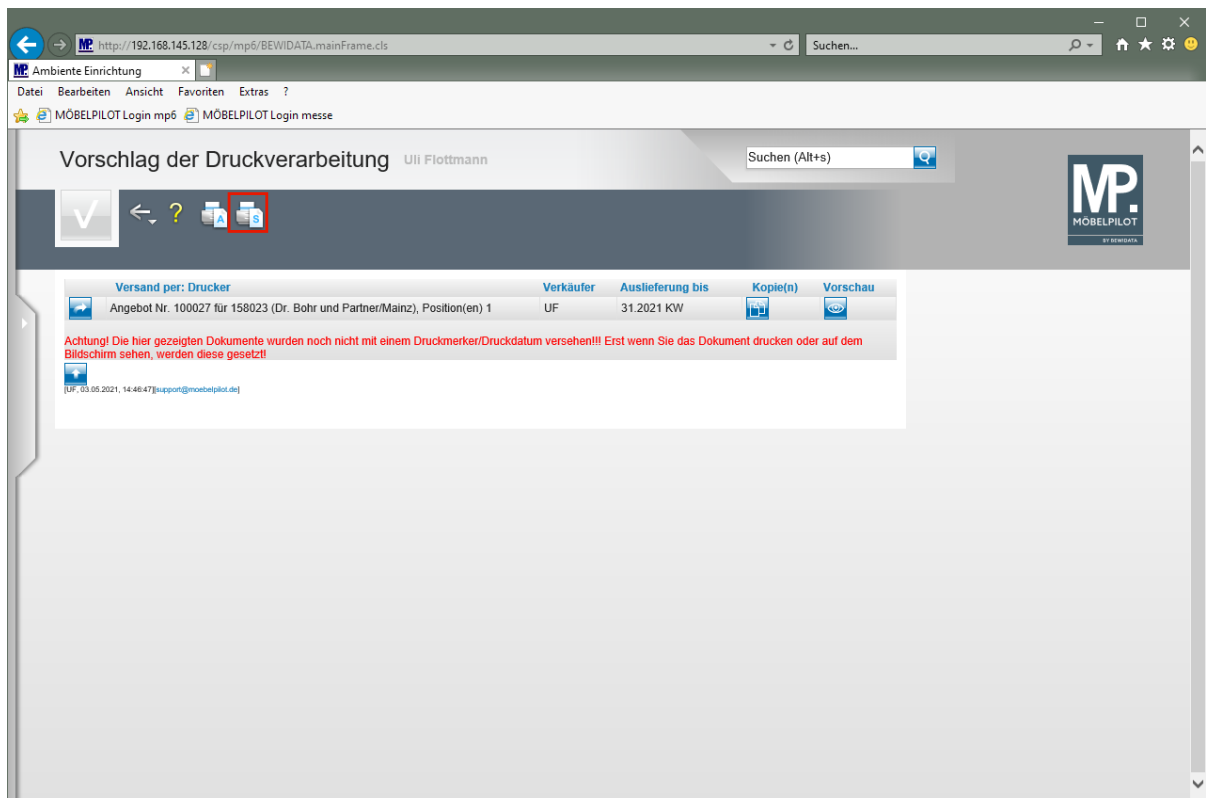 http://192.168.145.128/csp/mp6/BEWIDATA.mainFrame.cls
Suchen...
MP. Ambiente Einrichtung
Datei Bearbeiten Ansicht Favoriten Extras ?
MÖBELPILOT Login mp6 MÖBELPILOT Login messe
Vorschlag der Druckverarbeitung Uli Flottmann
Suchen (Alt+s)
MP.
MÖBELPILOT
BY BEWIDATA
? A S
Versand per: Drucker Verkäufer Auslieferung bis Kopie(n) Vorschau
Angebot Nr. 100027 für 158023 (Dr. Bohr und Partner/Mainz), Position(en) 1 UF 31.2021 KW
Achtung! Die hier gezeigten Dokumente wurden noch nicht mit einem Druckmerker/Druckdatum versehen!!! Erst wenn Sie das Dokument drucken oder auf dem
Bildschirm sehen, werden diese gesetzt!
[UF, 03.05.2021, 14:46:47][support@moebelpilot.de]